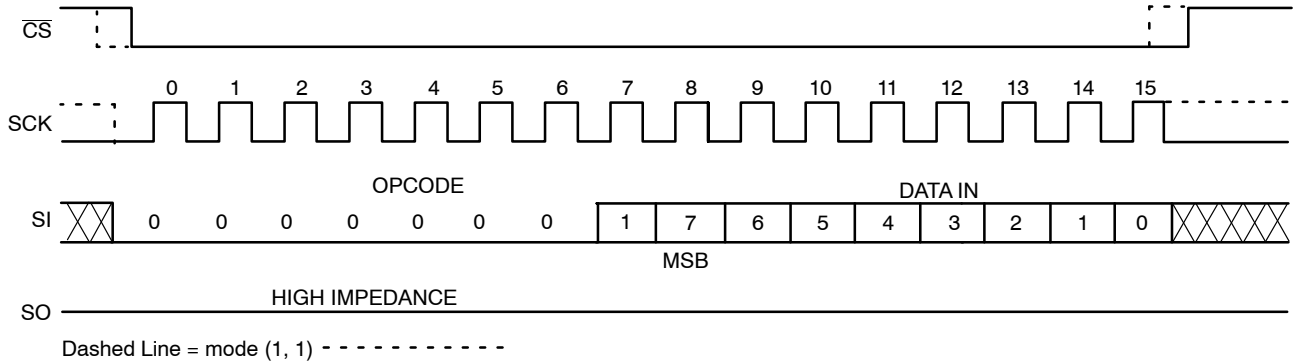 CS
0 1 2 3 4 5 6 7 8 9 10 11 12 13 14 15
SCK
OPCODE DATA IN
SI 0 0 0 0 0 0 0 1 7 6 5 4 3 2 1 0
MSB
HIGH IMPEDANCE
SO
Dashed Line = mode (1, 1)